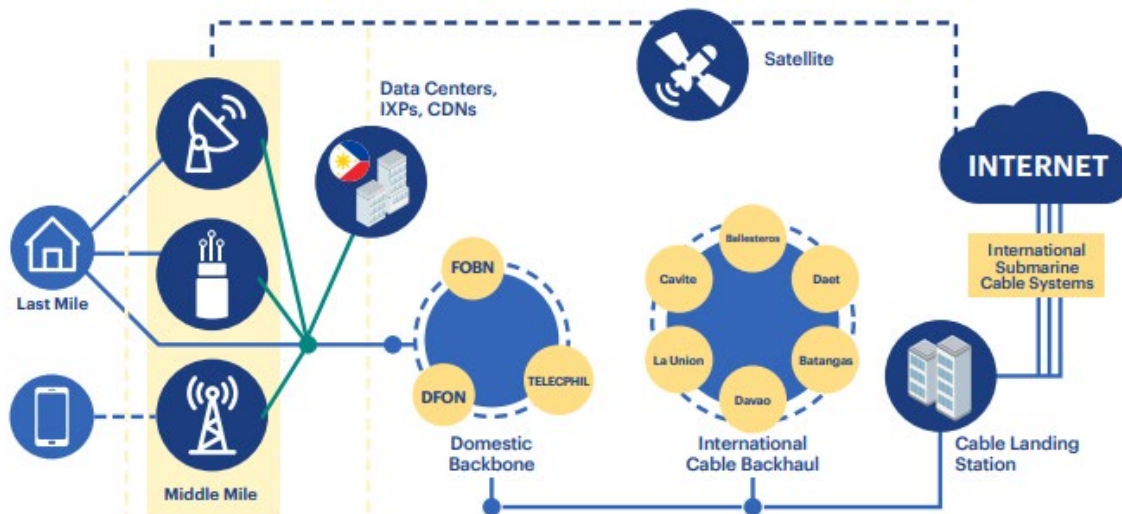 Satellite
Data Centers,
IXPs, CDNs
INTERNET
International
Submarine
Cable Systems
Last Mile
FOBN
DFON
TELECPHIL
Domestic
Backbone
Ballesteros
Cavite
Daet
La Union
Batangas
Davao
International
Cable Backhaul
Cable Landing
Station
Middle Mile